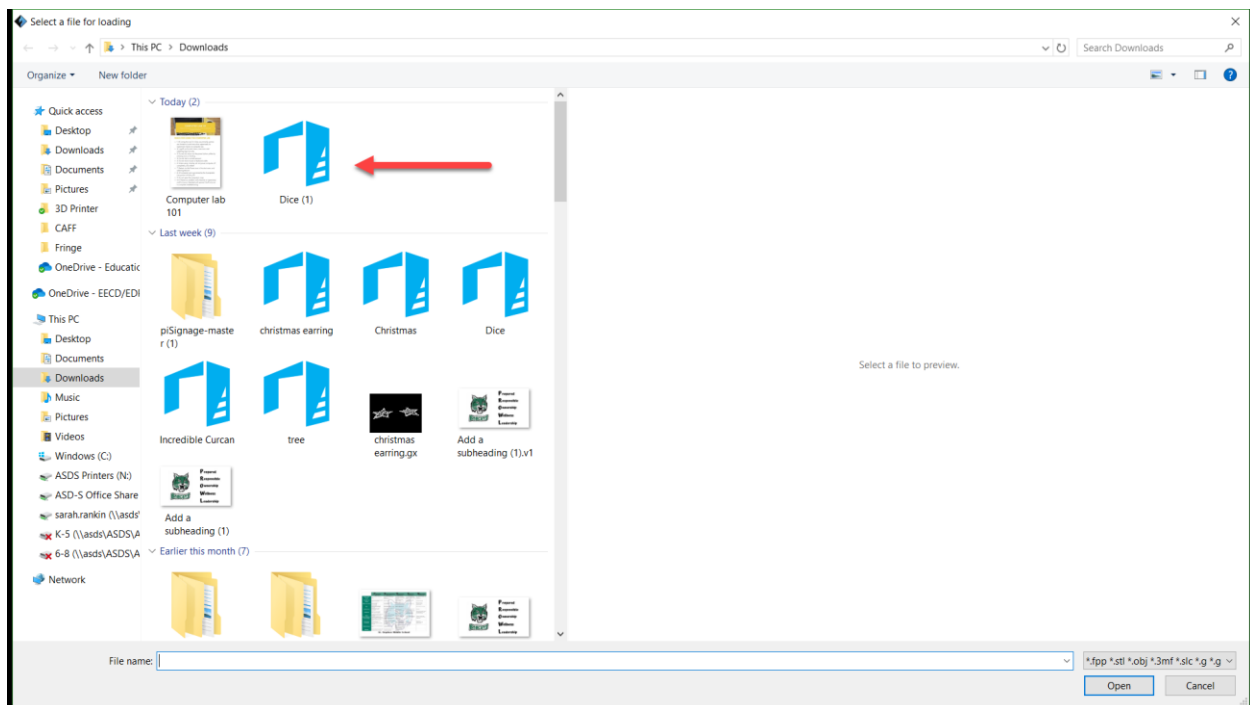 Select a file for loading
This PC > Downloads
Search Downloads
Organize
New folder
Quick access
Desktop
Downloads
Documents
Pictures
3D Printer
CAFF
Fringe
OneDrive - Educatic
OneDrive - EECD/EDI
This PC
Desktop
Documents
Downloads
Music
Pictures
Videos
Windows (C:)
ASDS Printers (N:)
ASD-S Office Share
sarah.rankin (\\asds'
K-5 (\\asds\ASDS\A
6-8 (\\asds\ASDS\A
Network
Today (2)
Computer lab
101
Dice (1)
Last week (9)
piSignage-maste
r (1)
christmas earring
Christmas
Dice
Incredible Curcan
tree
christmas
earring.gx
Add a
subheading (1).v1
Add a
subheading (1)
Earlier this month (7)
Select a file to preview.
File name:
*.fpp *.stl *.obj *.3mf *.slc *.g *.g
Open
Cancel